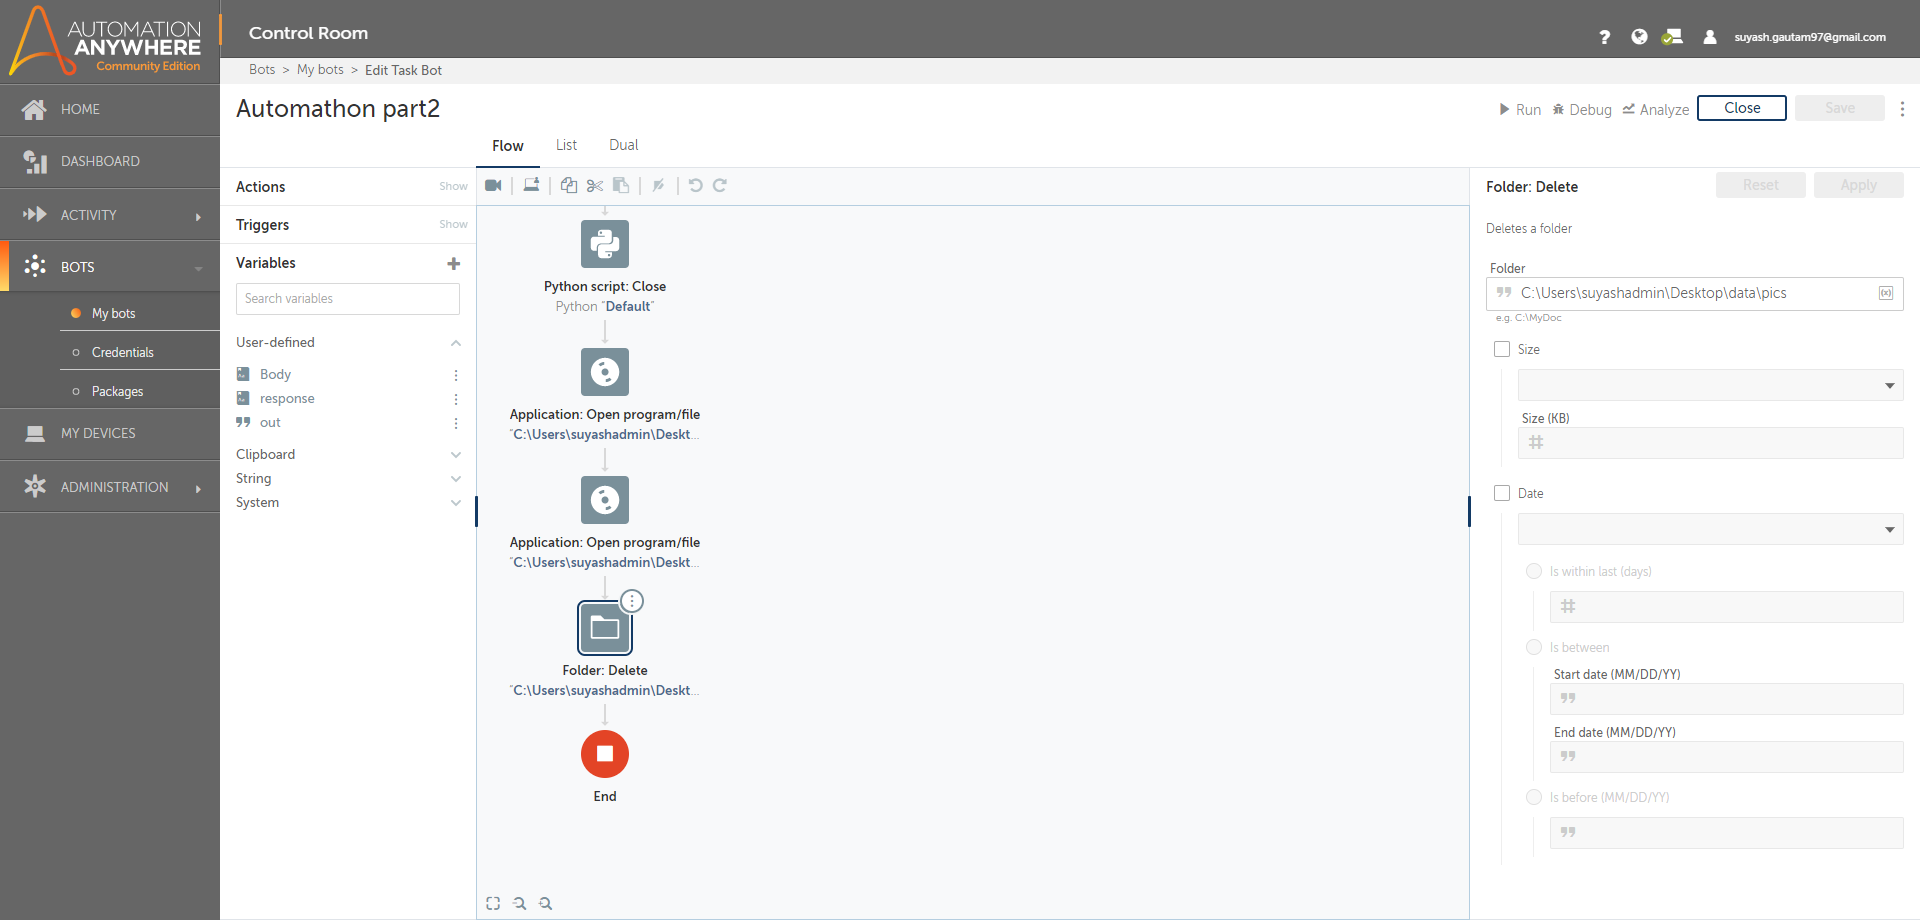 AUTOMATION
ANYWHERE
Community Edition
Control Room
suyash.gautam97@gmail.com
Bots > My bots > Edit Task Bot
HOME
DASHBOARD
ACTIVITY
BOTS
My bots
Credentials
Packages
MY DEVICES
ADMINISTRATION
Automathon part2
Run
Debug
Analyze
Close
Save
Flow
List
Dual
Actions
Show
Triggers
Show
Variables
Search variables
User-defined
Body
response
out
Clipboard
String
System
Python script: Close
Python "Default"
Application: Open program/file
"C:\Users\suyashadmin\Deskt...
Application: Open program/file
"C:\Users\suyashadmin\Deskt...
Folder: Delete
"C:\Users\suyashadmin\Deskt...
End
Folder: Delete
Reset
Apply
Deletes a folder
Folder
C:\Users\suyashadmin\Desktop\data\pics
(x)
e.g. C:\MyDoc
Size
Size (KB)
Date
Is within last (days)
Is between
Start date (MM/DD/YY)
End date (MM/DD/YY)
Is before (MM/DD/YY)